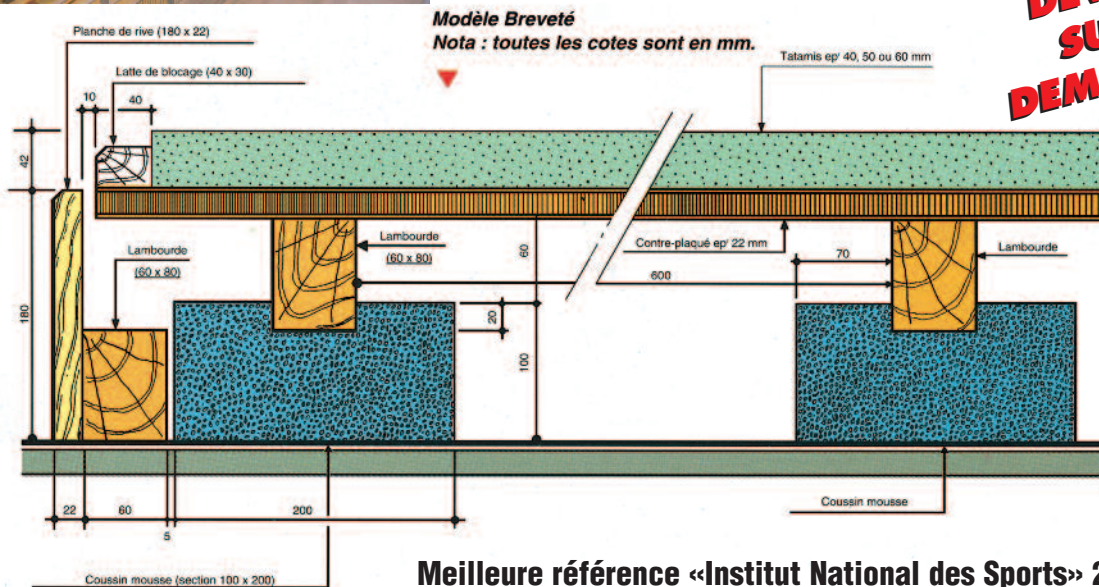 Modèle Breveté
Nota : toutes les cotes sont en mm.
Planche de rive (180 x 22)
Latte de blocage (40 x 30)
Tatamis epʳ 40, 50 ou 60 mm
10
40
42
Lambourde
(60 x 80)
Lambourde
(60 x 80)
60
Contre-plaqué epʳ 22 mm
70
Lambourde
600
180
20
100
22
60
5
200
Coussin mousse
Coussin mousse (section 100 x 200)
Meilleure référence «Institut National des Sports»